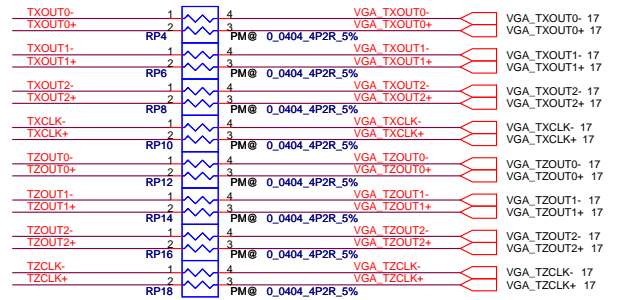 TXOUT0- 1 4 VGA_TXOUT0- VGA_TXOUT0- 17
TXOUT0+ 2 3 VGA_TXOUT0+ VGA_TXOUT0+ 17
RP4 PM@ 0_0404_4P2R_5%
TXOUT1- 1 4 VGA_TXOUT1- VGA_TXOUT1- 17
TXOUT1+ 2 3 VGA_TXOUT1+ VGA_TXOUT1+ 17
RP6 PM@ 0_0404_4P2R_5%
TXOUT2- 1 4 VGA_TXOUT2- VGA_TXOUT2- 17
TXOUT2+ 2 3 VGA_TXOUT2+ VGA_TXOUT2+ 17
RP8 PM@ 0_0404_4P2R_5%
TXCLK- 1 4 VGA_TXCLK- VGA_TXCLK- 17
TXCLK+ 2 3 VGA_TXCLK+ VGA_TXCLK+ 17
RP10 PM@ 0_0404_4P2R_5%
TZOUT0- 1 4 VGA_TZOUT0- VGA_TZOUT0- 17
TZOUT0+ 2 3 VGA_TZOUT0+ VGA_TZOUT0+ 17
RP12 PM@ 0_0404_4P2R_5%
TZOUT1- 1 4 VGA_TZOUT1- VGA_TZOUT1- 17
TZOUT1+ 2 3 VGA_TZOUT1+ VGA_TZOUT1+ 17
RP14 PM@ 0_0404_4P2R_5%
TZOUT2- 1 4 VGA_TZOUT2- VGA_TZOUT2- 17
TZOUT2+ 2 3 VGA_TZOUT2+ VGA_TZOUT2+ 17
RP16 PM@ 0_0404_4P2R_5%
TZCLK- 1 4 VGA_TZCLK- VGA_TZCLK- 17
TZCLK+ 2 3 VGA_TZCLK+ VGA_TZCLK+ 17
RP18 PM@ 0_0404_4P2R_5%